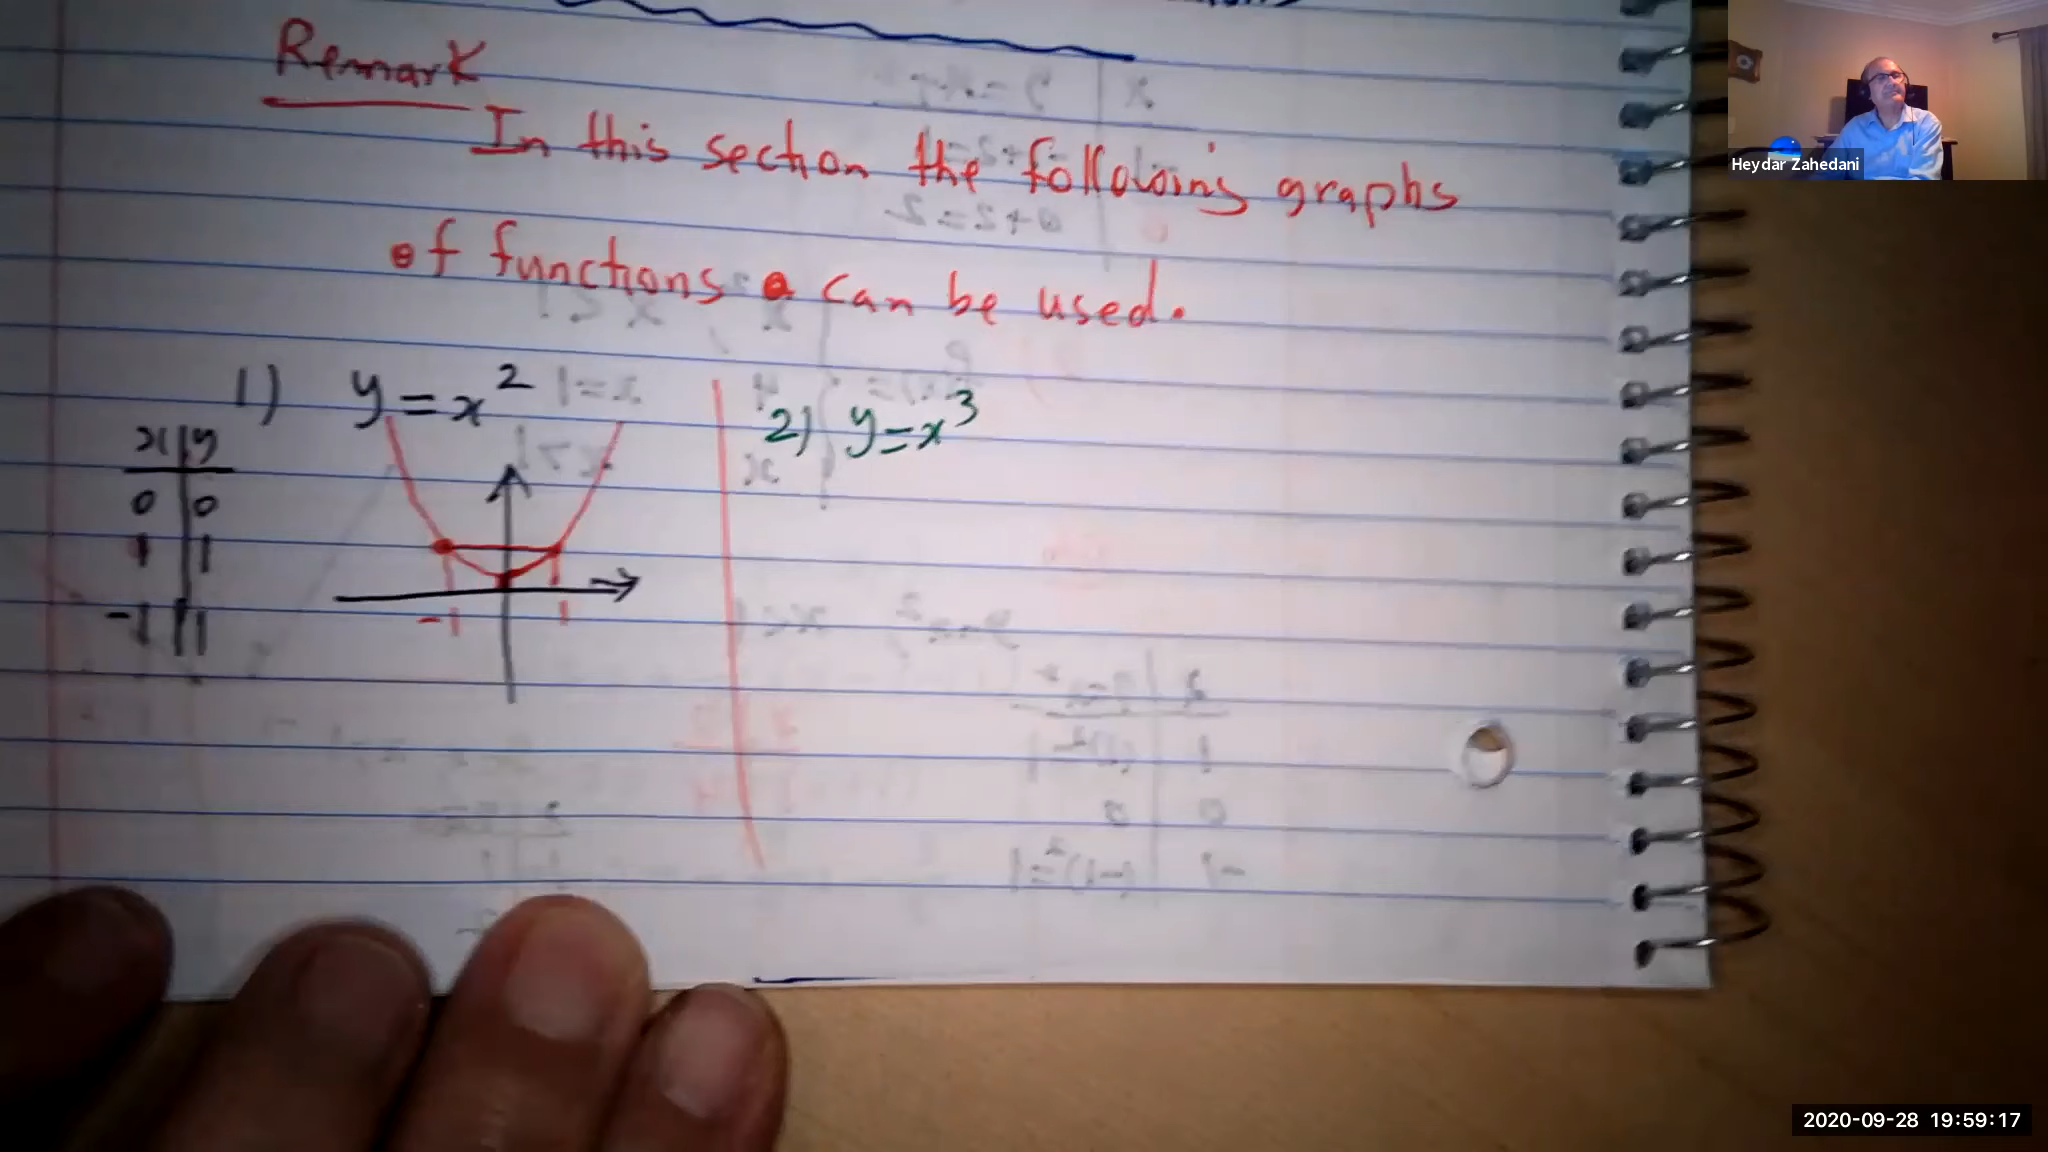 Remark
In this section the following graphs
of functions can be used.
1) y = x²
x | y
0 | 0
1 | 1
-1 | 1
-1 1
2) y = x³
Heydar Zahedani
2020-09-28 19:59:17